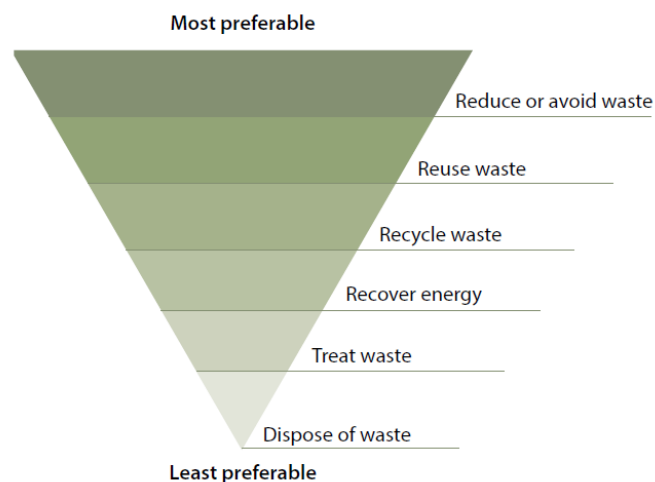 Most preferable
Reduce or avoid waste
Reuse waste
Recycle waste
Recover energy
Treat waste
Dispose of waste
Least preferable